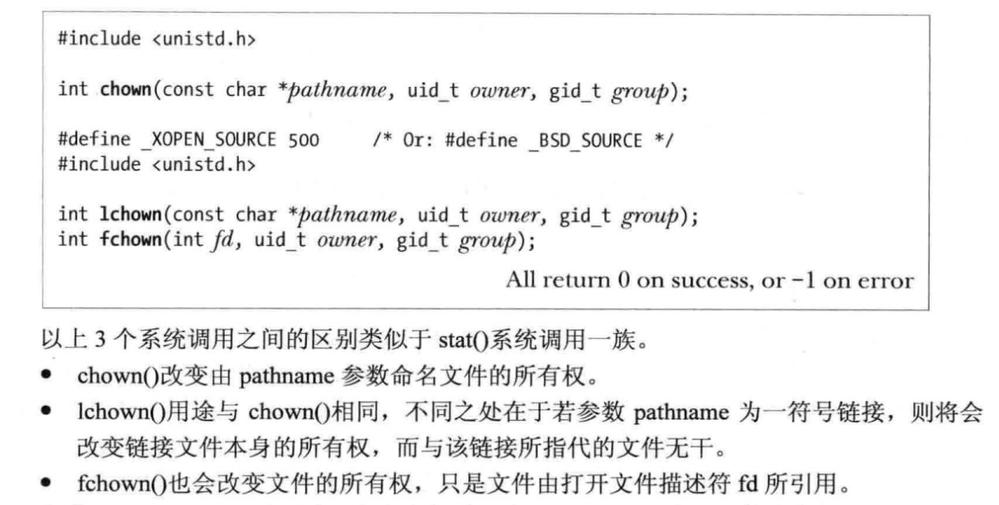 #include <unistd.h>
int chown(const char *pathname, uid_t owner, gid_t group);
#define _XOPEN_SOURCE 500 /* Or: #define _BSD_SOURCE */
#include <unistd.h>
int lchown(const char *pathname, uid_t owner, gid_t group);
int fchown(int fd, uid_t owner, gid_t group);
All return 0 on success, or −1 on error
以上 3 个系统调用之间的区别类似于 stat()系统调用一族。
● chown()改变由 pathname 参数命名文件的所有权。
● lchown()用途与 chown()相同，不同之处在于若参数 pathname 为一符号链接，则将会
改变链接文件本身的所有权，而与该链接所指代的文件无干。
● fchown()也会改变文件的所有权，只是文件由打开文件描述符 fd 所引用。